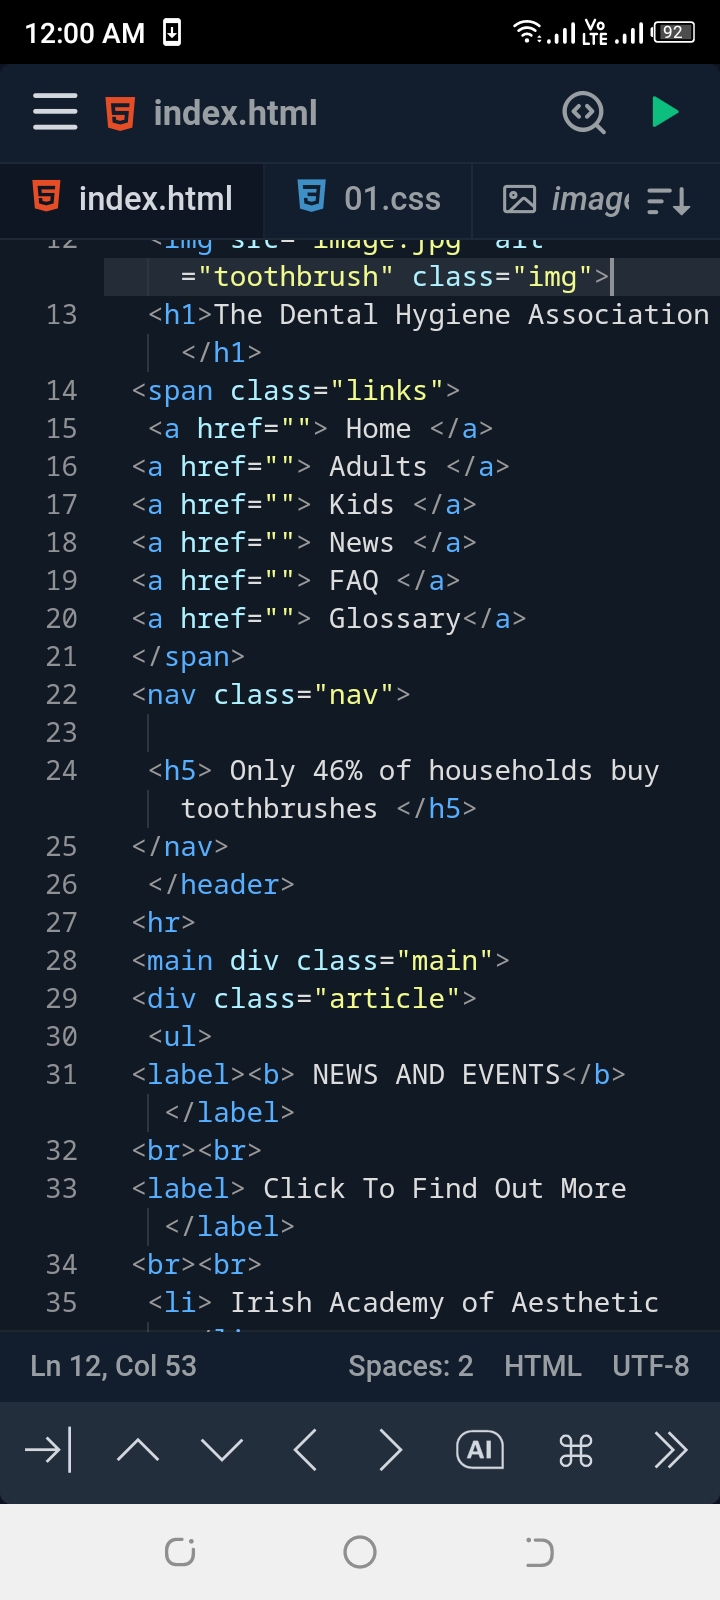 12:00 AM Vo LTE 92
index.html
index.html 01.css image
12 <img src="image.jpg" alt
="toothbrush" class="img">
13 <h1>The Dental Hygiene Association
</h1>
14 <span class="links">
15 <a href=""> Home </a>
16 <a href=""> Adults </a>
17 <a href=""> Kids </a>
18 <a href=""> News </a>
19 <a href=""> FAQ </a>
20 <a href=""> Glossary</a>
21 </span>
22 <nav class="nav">
23
24 <h5> Only 46% of households buy
toothbrushes </h5>
25 </nav>
26 </header>
27 <hr>
28 <main div class="main">
29 <div class="article">
30 <ul>
31 <label><b> NEWS AND EVENTS</b>
</label>
32 <br><br>
33 <label> Click To Find Out More
</label>
34 <br><br>
35 <li> Irish Academy of Aesthetic
Ln 12, Col 53 Spaces: 2 HTML UTF-8
AI